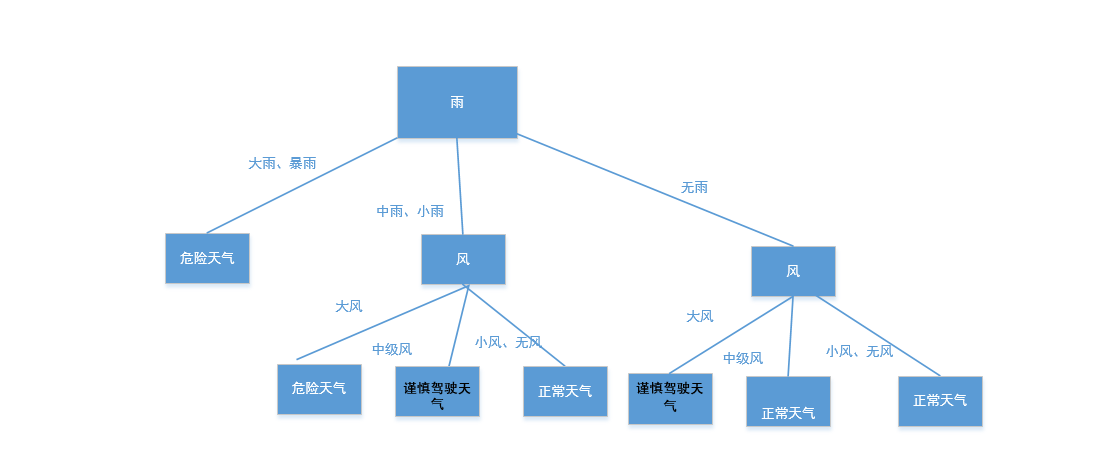 雨
大雨、暴雨
无雨
中雨、小雨
危险天气
风
风
大风
大风
中级风
小风、无风
中级风
小风、无风
危险天气
谨慎驾驶天
气
正常天气
谨慎驾驶天
气
正常天气
正常天气